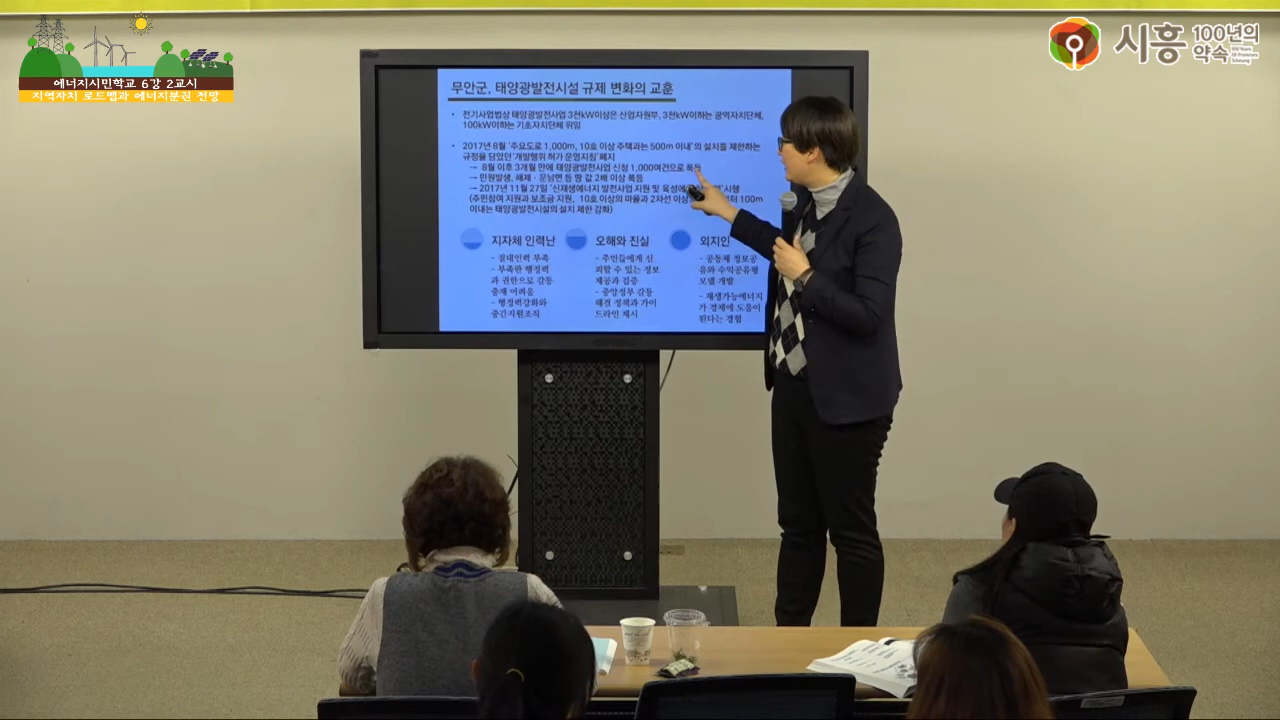 에너지시민학교 6강 2교시
지역자치 로드맵과 에너지분권 전망
시흥 100년의 약속
무안군, 태양광발전시설 규제 변화의 교훈
• 전기사업법상 태양광발전사업 3천kW이상은 산업자원부, 3천kW이하는 광역자치단체,
100kW이하는 기초자치단체 위임
• 2017년 8월 '주요도로 1,000m, 10호 이상 주택과는 500m 이내'의 설치를 제한하는
규정을 담았던 '개발행위 허가 운영지침' 폐지
→ 8월 이후 3개월 만에 태양광발전사업 신청 1,000여건으로 폭등
→ 민원발생, 해제 · 운남면 등 땅 값 2배 이상 폭등
→ 2017년 11월 27일 '신재생에너지 발전사업 지원 및 육성에 시행
(주민참여 지원과 보조금 지원, 10호 이상의 마을과 2차선 이상 부터 100m
이내는 태양광발전시설의 설치 제한 강화)
지자체 인력난
- 절대인력 부족
- 부족한 행정력
과 권한으로 갈등
중재 어려움
- 행정력강화와
중간지원조직
오해와 진실
- 주민들에게 신
뢰할 수 있는 정보
제공과 검증
- 중앙정부 갈등
해결 정책과 가이
드라인 제시
외지인
- 공동체 정보공
유와 수익공유형
모델 개발
- 재생가능에너지
가 경제에 도움이
된다는 경험